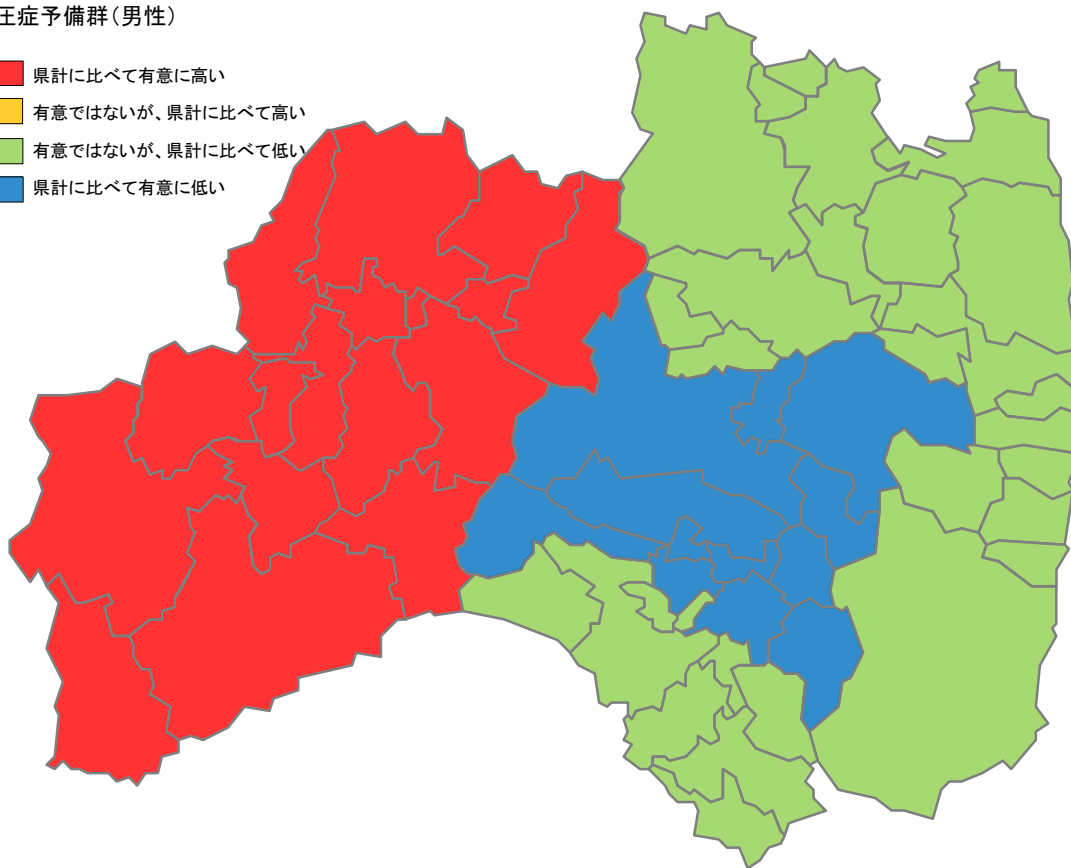 圧症予備群（男性）
県計に比べて有意に高い
有意ではないが、県計に比べて高い
有意ではないが、県計に比べて低い
県計に比べて有意に低い